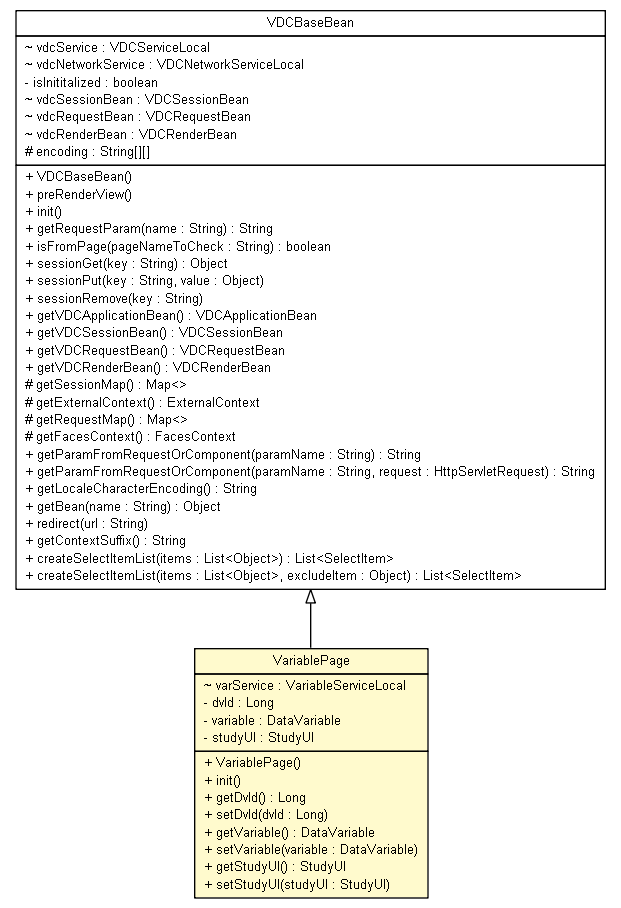 VDCBaseBean
~ vdcService : VDCServiceLocal
~ vdcNetworkService : VDCNetworkServiceLocal
- isInititalized : boolean
~ vdcSessionBean : VDCSessionBean
~ vdcRequestBean : VDCRequestBean
~ vdcRenderBean : VDCRenderBean
# encoding : String[][]
+ VDCBaseBean()
+ preRenderView()
+ init()
+ getRequestParam(name : String) : String
+ isFromPage(pageNameToCheck : String) : boolean
+ sessionGet(key : String) : Object
+ sessionPut(key : String, value : Object)
+ sessionRemove(key : String)
+ getVDCApplicationBean() : VDCApplicationBean
+ getVDCSessionBean() : VDCSessionBean
+ getVDCRequestBean() : VDCRequestBean
+ getVDCRenderBean() : VDCRenderBean
# getSessionMap() : Map<>
# getExternalContext() : ExternalContext
# getRequestMap() : Map<>
# getFacesContext() : FacesContext
+ getParamFromRequestOrComponent(paramName : String) : String
+ getParamFromRequestOrComponent(paramName : String, request : HttpServletRequest) : String
+ getLocaleCharacterEncoding() : String
+ getBean(name : String) : Object
+ redirect(url : String)
+ getContextSuffix() : String
+ createSelectItemList(items : List<Object>) : List<SelectItem>
+ createSelectItemList(items : List<Object>, excludeItem : Object) : List<SelectItem>
VariablePage
~ varService : VariableServiceLocal
- dvId : Long
- variable : DataVariable
- studyUI : StudyUI
+ VariablePage()
+ init()
+ getDvId() : Long
+ setDvId(dvId : Long)
+ getVariable() : DataVariable
+ setVariable(variable : DataVariable)
+ getStudyUI() : StudyUI
+ setStudyUI(studyUI : StudyUI)